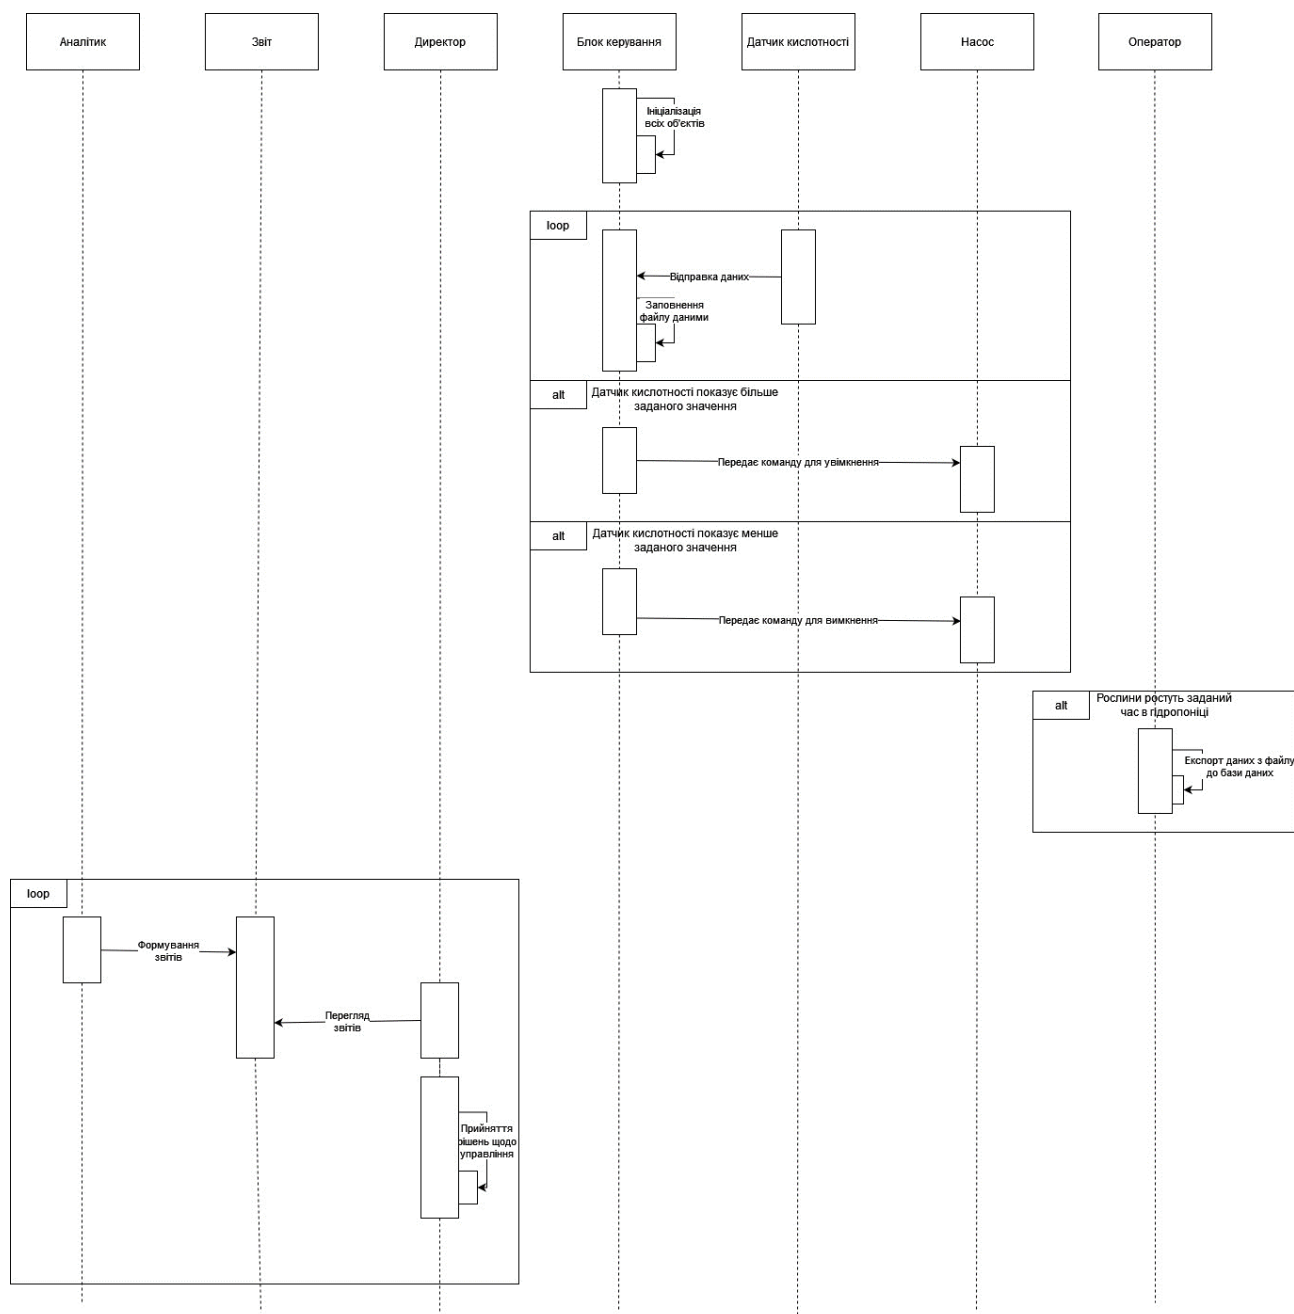 Аналітик
Звіт
Директор
Блок керування
Датчик кислотності
Насос
Оператор
Ініціалізація
всіх об'єктів
loop
Відправка даних
Заповнення
файлу даними
alt
Датчик кислотності показує більше
заданого значення
Передає команду для увімкнення
alt
Датчик кислотності показує менше
заданого значення
Передає команду для вимкнення
alt
Рослини ростуть заданий
час в гідропоніці
Експорт даних з файлу
до бази даних
loop
Формування
звітів
Перегляд
звітів
Прийняття
рішень щодо
управління